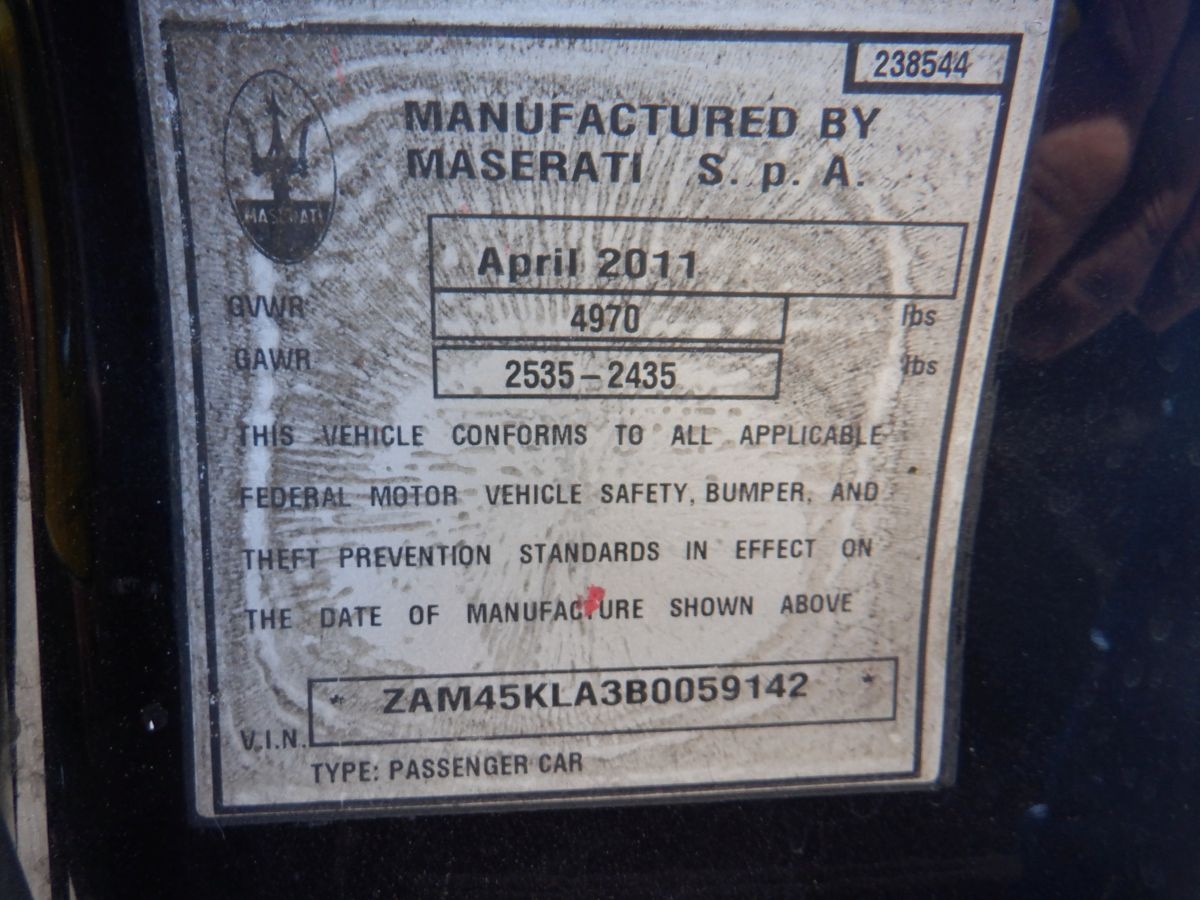 238544
MANUFACTURED BY
MASERATI S. p. A.
MASERATI
April 2011
GVWR 4970 lbs
GAWR 2535-2435 lbs
THIS VEHICLE CONFORMS TO ALL APPLICABLE
FEDERAL MOTOR VEHICLE SAFETY, BUMPER, AND
THEFT PREVENTION STANDARDS IN EFFECT ON
THE DATE OF MANUFACTURE SHOWN ABOVE
V.I.N. * ZAM45KLA3B0059142 *
TYPE: PASSENGER CAR